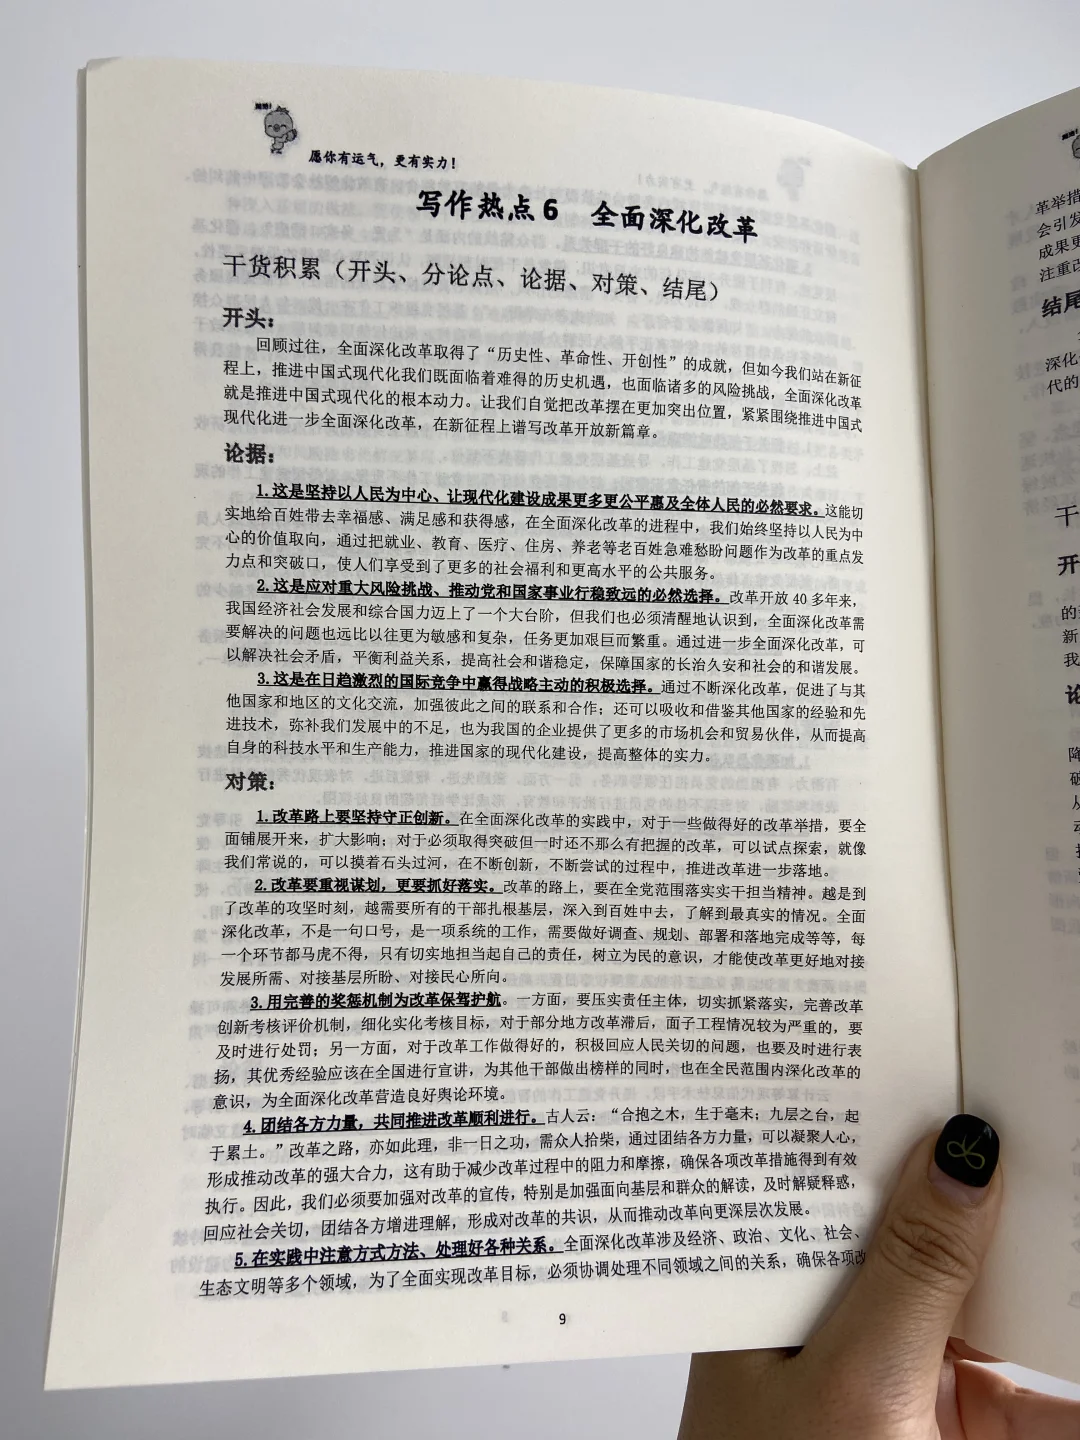 愿你有运气，更有实力！
写作热点6 全面深化改革
干货积累（开头、分论点、论据、对策、结尾）
开头：
回顾过往，全面深化改革取得了“历史性、革命性、开创性”的成就，但如今我们站在新征
程上，推进中国式现代化我们既面临着难得的历史机遇，也面临诸多的风险挑战，全面深化改革
就是推进中国式现代化的根本动力。让我们自觉把改革摆在更加突出位置，紧紧围绕推进中国式
现代化进一步全面深化改革，在新征程上谱写改革开放新篇章。
论据：
1.这是坚持以人民为中心、让现代化建设成果更多更公平惠及全体人民的必然要求。这能切
实地给百姓带去幸福感、满足感和获得感，在全面深化改革的进程中，我们始终坚持以人民为中
心的价值取向，通过把就业、教育、医疗、住房、养老等老百姓急难愁盼问题作为改革的重点发
力点和突破口，使人们享受到了更多的社会福利和更高水平的公共服务。
2.这是应对重大风险挑战、推动党和国家事业行稳致远的必然选择。改革开放40多年来，
我国经济社会发展和综合国力迈上了一个大台阶，但我们也必须清醒地认识到，全面深化改革需
要解决的问题也远比以往更为敏感和复杂，任务更加艰巨而繁重。通过进一步全面深化改革，可
以解决社会矛盾，平衡利益关系，提高社会和谐稳定，保障国家的长治久安和社会的和谐发展。
3.这是在日趋激烈的国际竞争中赢得战略主动的积极选择。通过不断深化改革，促进了与其
他国家和地区的文化交流，加强彼此之间的联系和合作；还可以吸收和借鉴其他国家的经验和先
进技术，弥补我们发展中的不足，也为我国的企业提供了更多的市场机会和贸易伙伴，从而提高
自身的科技水平和生产能力，推进国家的现代化建设，提高整体的实力。
对策：
1.改革路上要坚持守正创新。在全面深化改革的实践中，对于一些做得好的改革举措，要全
面铺展开来，扩大影响；对于必须取得突破但一时还不那么有把握的改革，可以试点探索，就像
我们常说的，可以摸着石头过河，在不断创新，不断尝试的过程中，推进改革进一步落地。
2.改革要重视谋划，更要抓好落实。改革的路上，要在全党范围落实实干担当精神。越是到
了改革的攻坚时刻，越需要所有的干部扎根基层，深入到百姓中去，了解到最真实的情况。全面
深化改革，不是一句口号，是一项系统的工作，需要做好调查、规划、部署和落地完成等等，每
一个环节都马虎不得，只有切实地担当起自己的责任，树立为民的意识，才能使改革更好地对接
发展所需、对接基层所盼、对接民心所向。
3.用完善的奖惩机制为改革保驾护航。一方面，要压实责任主体，切实抓紧落实，完善改革
创新考核评价机制，细化实化考核目标，对于部分地方改革滞后，面子工程情况较为严重的，要
及时进行处罚；另一方面，对于改革工作做得好的，积极回应人民关切的问题，也要及时进行表
扬，其优秀经验应该在全国进行宣讲，为其他干部做出榜样的同时，也在全民范围内深化改革的
意识，为全面深化改革营造良好舆论环境。
4.团结各方力量，共同推进改革顺利进行。古人云：“合抱之木，生于毫末；九层之台，起
于累土。”改革之路，亦如此理，非一日之功，需众人拾柴，通过团结各方力量，可以凝聚人心，
形成推动改革的强大合力，这有助于减少改革过程中的阻力和摩擦，确保各项改革措施得到有效
执行。因此，我们必须要加强对改革的宣传，特别是加强面向基层和群众的解读，及时解疑释惑，
回应社会关切，团结各方增进理解，形成对改革的共识，从而推动改革向更深层次发展。
5.在实践中注意方式方法、处理好各种关系。全面深化改革涉及经济、政治、文化、社会、
生态文明等多个领域，为了全面实现改革目标，必须协调处理不同领域之间的关系，确保各项改
9
革举措
会引发
成果更
注重改
结尾
深化
代的
干
开
的
新
我
论
降